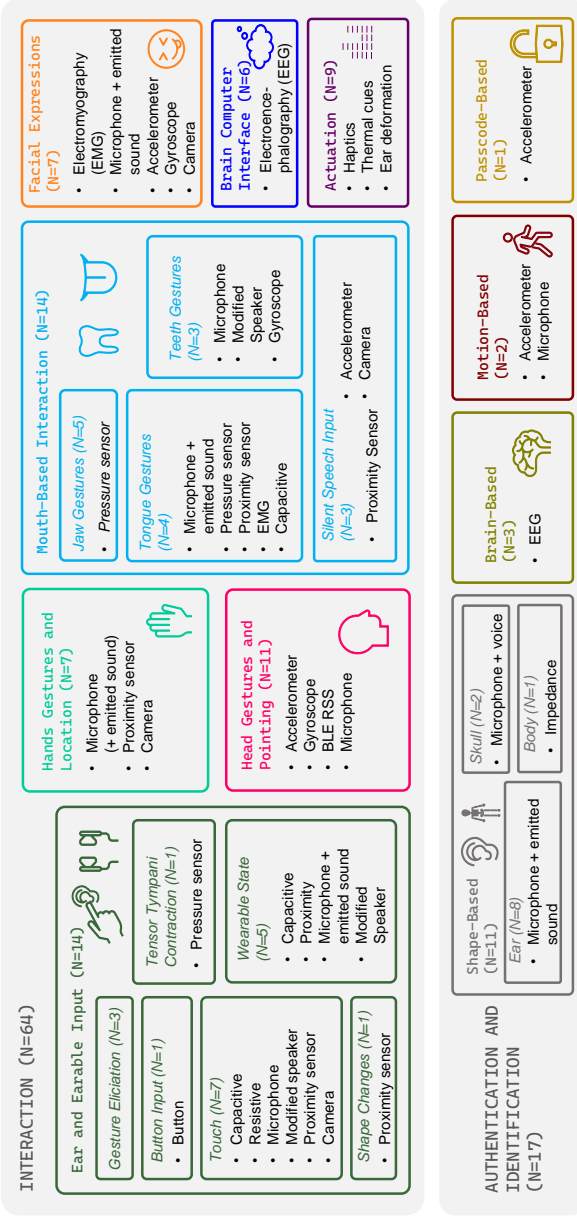 INTERACTION (N=64)
Ear and Earable Input (N=14)
Gesture Eliciation (N=3)
Button Input (N=1)
• Button
Touch (N=7)
• Capacitive
• Resistive
• Microphone
• Modified speaker
• Proximity sensor
• Camera
Shape Changes (N=1)
• Proximity sensor
Tensor Tympani
Contraction (N=1)
• Pressure sensor
Wearable State
(N=5)
• Capacitive
• Proximity
• Microphone +
emitted sound
• Modified
Speaker
Hands Gestures and
Location (N=7)
• Microphone
(+ emitted sound)
• Proximity sensor
• Camera
Head Gestures and
Pointing (N=11)
• Accelerometer
• Gyroscope
• BLE RSS
• Microphone
Mouth-Based Interaction (N=14)
Jaw Gestures (N=5)
• Pressure sensor
Tongue Gestures
(N=4)
• Microphone +
emitted sound
• Pressure sensor
• Proximity sensor
• EMG
• Capacitive
Teeth Gestures
(N=3)
• Microphone
• Modified
Speaker
• Gyroscope
Silent Speech Input
(N=3)
• Proximity Sensor
• Accelerometer
• Camera
Facial Expressions
(N=7)
• Electromyography
(EMG)
• Microphone + emitted
sound
• Accelerometer
• Gyroscope
• Camera
Brain Computer
Interface (N=6)
• Electroence-
phalography (EEG)
Actuation (N=9)
• Haptics
• Thermal cues
• Ear deformation
AUTHENTICATION AND
IDENTIFICATION
(N=17)
Shape-Based
(N=11)
Ear (N=8)
• Microphone + emitted
sound
Skull (N=2)
• Microphone + voice
Body (N=1)
• Impedance
Brain-Based
(N=3)
• EEG
Motion-Based
(N=2)
• Accelerometer
• Microphone
Passcode-Based
(N=1)
• Accelerometer